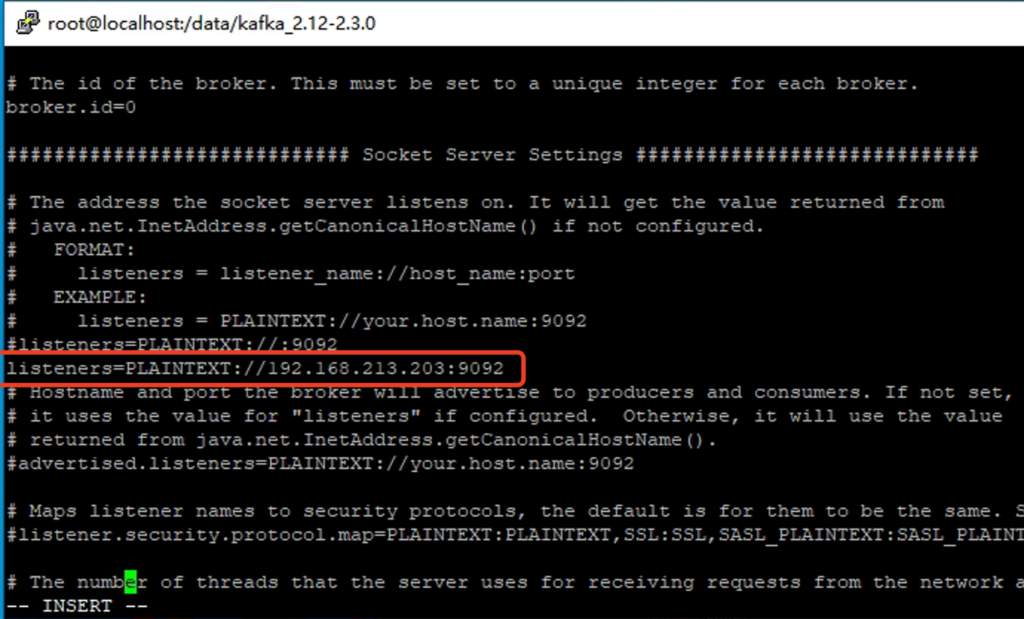 root@localhost:/data/kafka_2.12-2.3.0
# The id of the broker. This must be set to a unique integer for each broker.
broker.id=0
############################# Socket Server Settings #############################
# The address the socket server listens on. It will get the value returned from
# java.net.InetAddress.getCanonicalHostName() if not configured.
#   FORMAT:
#     listeners = listener_name://host_name:port
#   EXAMPLE:
#     listeners = PLAINTEXT://your.host.name:9092
#listeners=PLAINTEXT://:9092
listeners=PLAINTEXT://192.168.213.203:9092
# Hostname and port the broker will advertise to producers and consumers. If not set,
# it uses the value for "listeners" if configured.  Otherwise, it will use the value
# returned from java.net.InetAddress.getCanonicalHostName().
#advertised.listeners=PLAINTEXT://your.host.name:9092
# Maps listener names to security protocols, the default is for them to be the same. S
#listener.security.protocol.map=PLAINTEXT:PLAINTEXT,SSL:SSL,SASL_PLAINTEXT:SASL_PLAINT
# The number of threads that the server uses for receiving requests from the network a
-- INSERT --